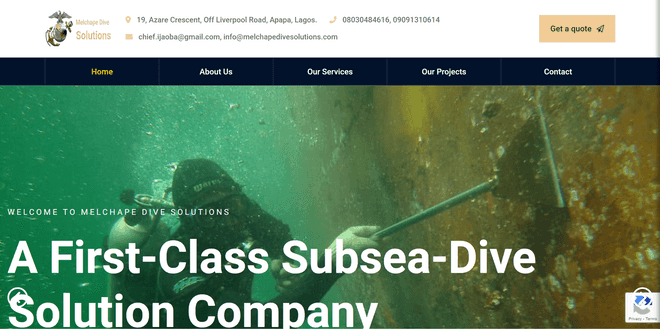 Melchape Dive
Solutions
19, Azare Crescent, Off Liverpool Road, Apapa, Lagos.
08030484616, 09091310614
chief.ijaoba@gmail.com, info@melchapedivesolutions.com
Get a quote
Home
About Us
Our Services
Our Projects
Contact
WELCOME TO MELCHAPE DIVE SOLUTIONS
A First-Class Subsea-Dive
Solution Company
Privacy - Terms